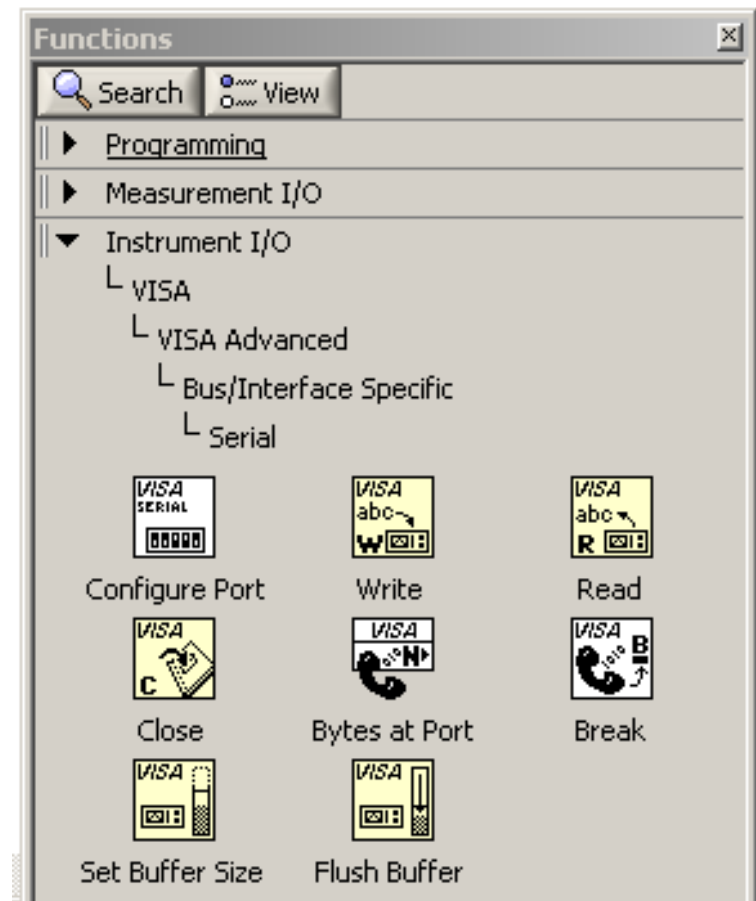 Functions
Search View
Programming
Measurement I/O
Instrument I/O
VISA
VISA Advanced
Bus/Interface Specific
Serial
VISA SERIAL
VISA abc W
VISA abc R
Configure Port
Write
Read
VISA C
VISA N
VISA B
Close
Bytes at Port
Break
VISA
VISA
Set Buffer Size
Flush Buffer